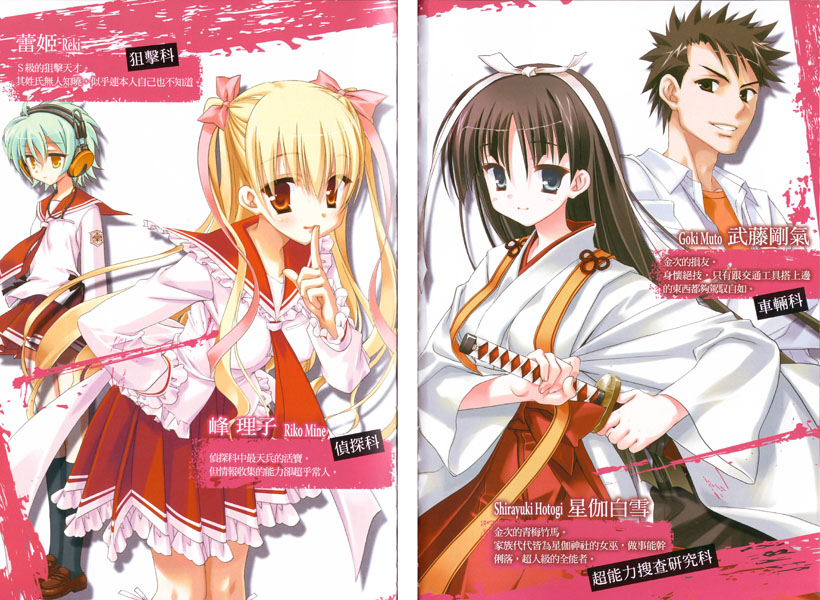 蕾姬 Reki
狙擊科
S級的狙擊天才。
其姓氏無人知曉。似乎連本人自己也不知道。
峰 理子 Riko Mine
偵探科
偵探科中最天兵的活寶。
但情報收集的能力卻超乎常人。
Goki Muto 武藤剛氣
金次的損友。
身懷絕技，只有跟交通工具搭上邊
的東西都夠駕馭自如。
車輛科
Shirayuki Hotogi 星伽白雪
金次的青梅竹馬。
家族代代皆為星伽神社的女巫，做事能幹
俐落，超人級的全能者。
超能力搜查研究科